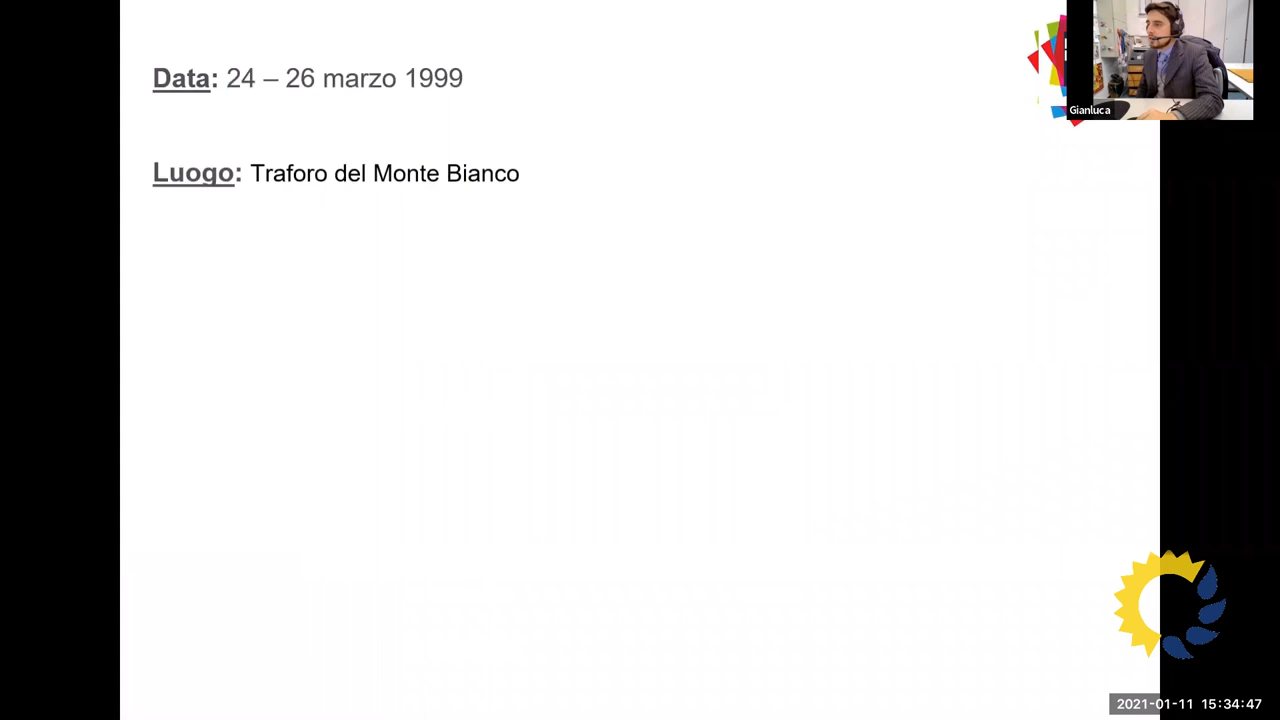 Data: 24 – 26 marzo 1999
Luogo: Traforo del Monte Bianco
Gianluca
2021-01-11 15:34:47